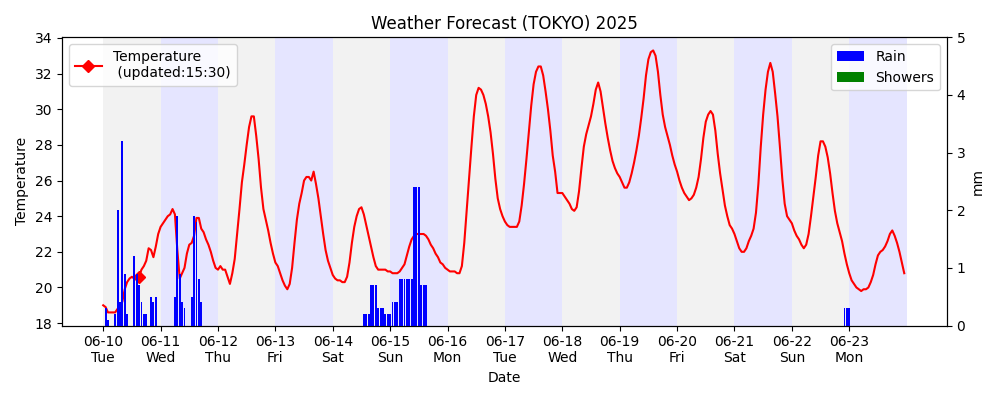 Weather Forecast (TOKYO) 2025
Temperature
(updated:15:30)
Rain
Showers
34
32
30
28
26
24
22
20
18
Temperature
5
4
3
2
1
0
mm
06-10 06-11 06-12 06-13 06-14 06-15 06-16 06-17 06-18 06-19 06-20 06-21 06-22 06-23
Tue Wed Thu Fri Sat Sun Mon Tue Wed Thu Fri Sat Sun Mon
Date